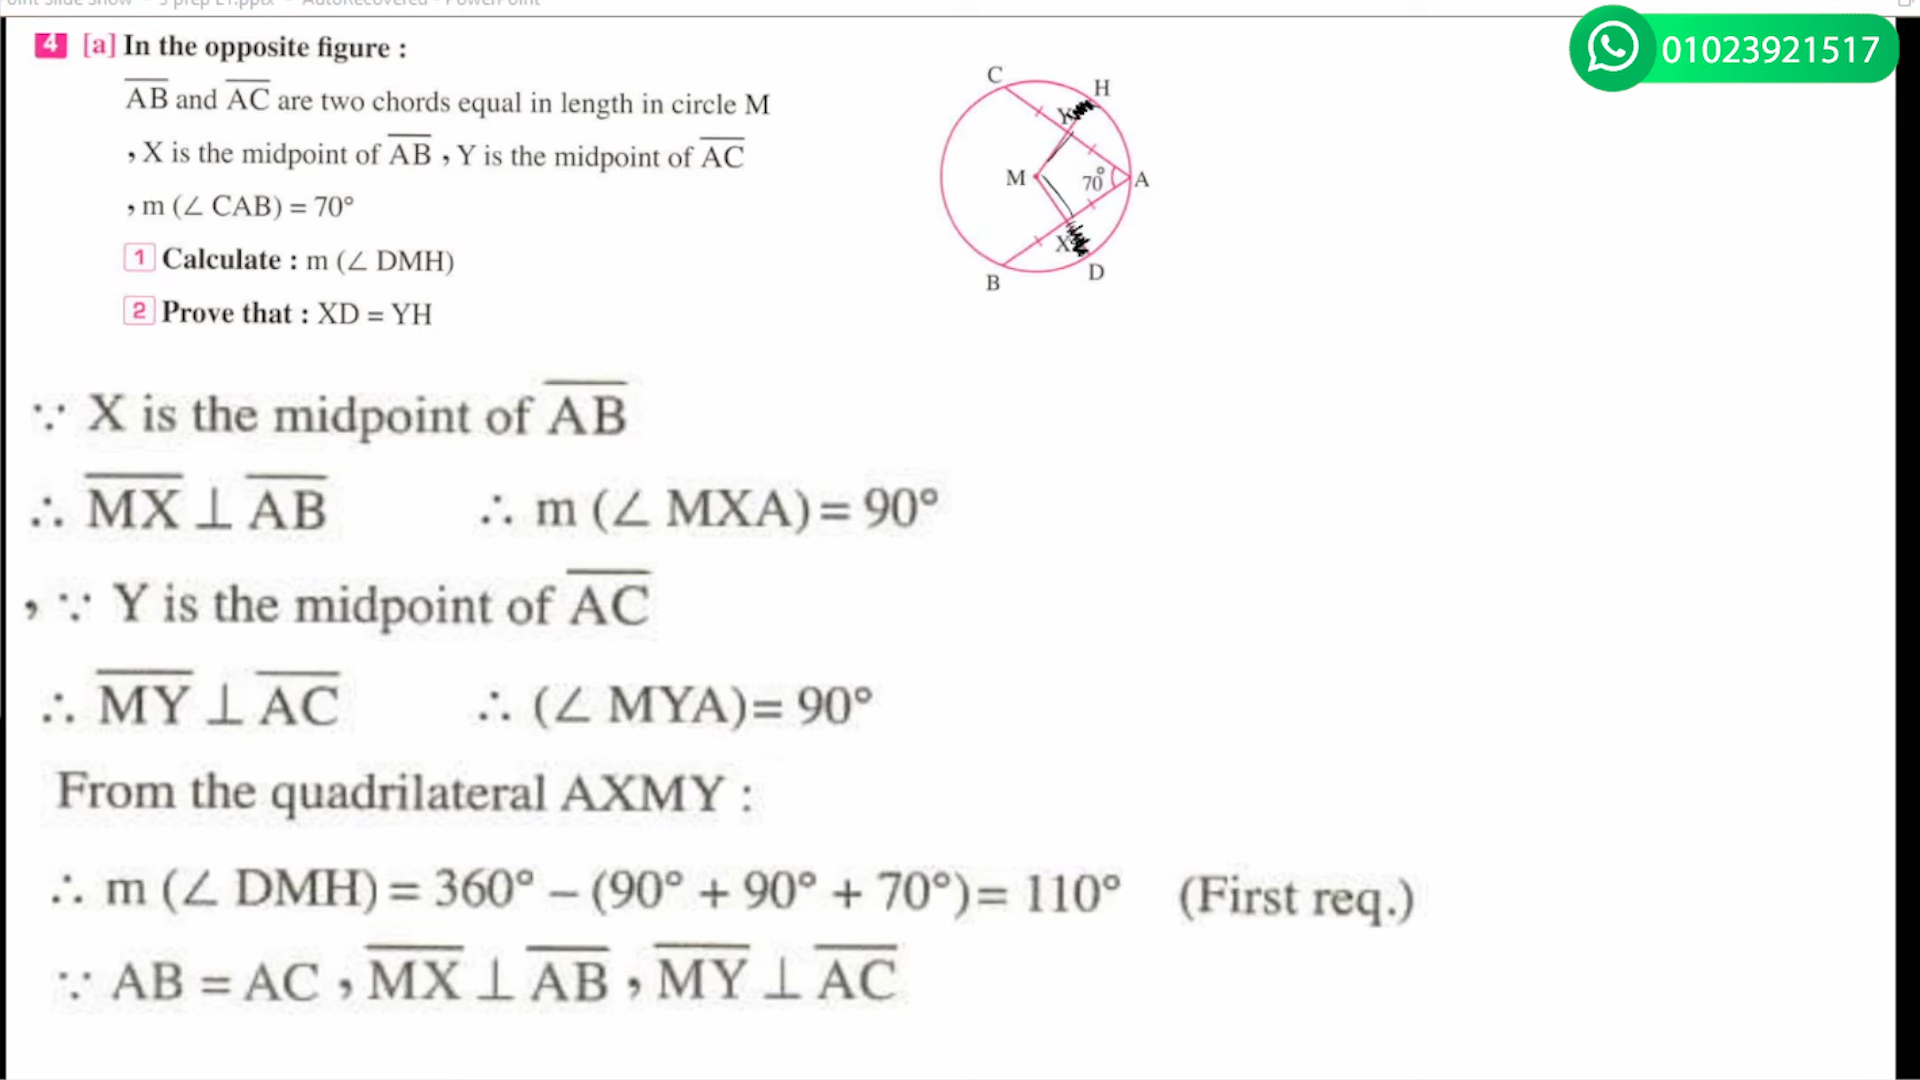 4 [a] In the opposite figure :
AB and AC are two chords equal in length in circle M
, X is the midpoint of AB , Y is the midpoint of AC
, m (∠ CAB) = 70°
1 Calculate : m (∠ DMH)
2 Prove that : XD = YH
01023921517
C
H
Y
M
70°
A
X
D
B
∵ X is the midpoint of AB
∴ MX ⊥ AB ∴ m (∠ MXA) = 90°
, ∵ Y is the midpoint of AC
∴ MY ⊥ AC ∴ (∠ MYA) = 90°
From the quadrilateral AXMY :
∴ m (∠ DMH) = 360° – (90° + 90° + 70°) = 110° (First req.)
∵ AB = AC , MX ⊥ AB , MY ⊥ AC